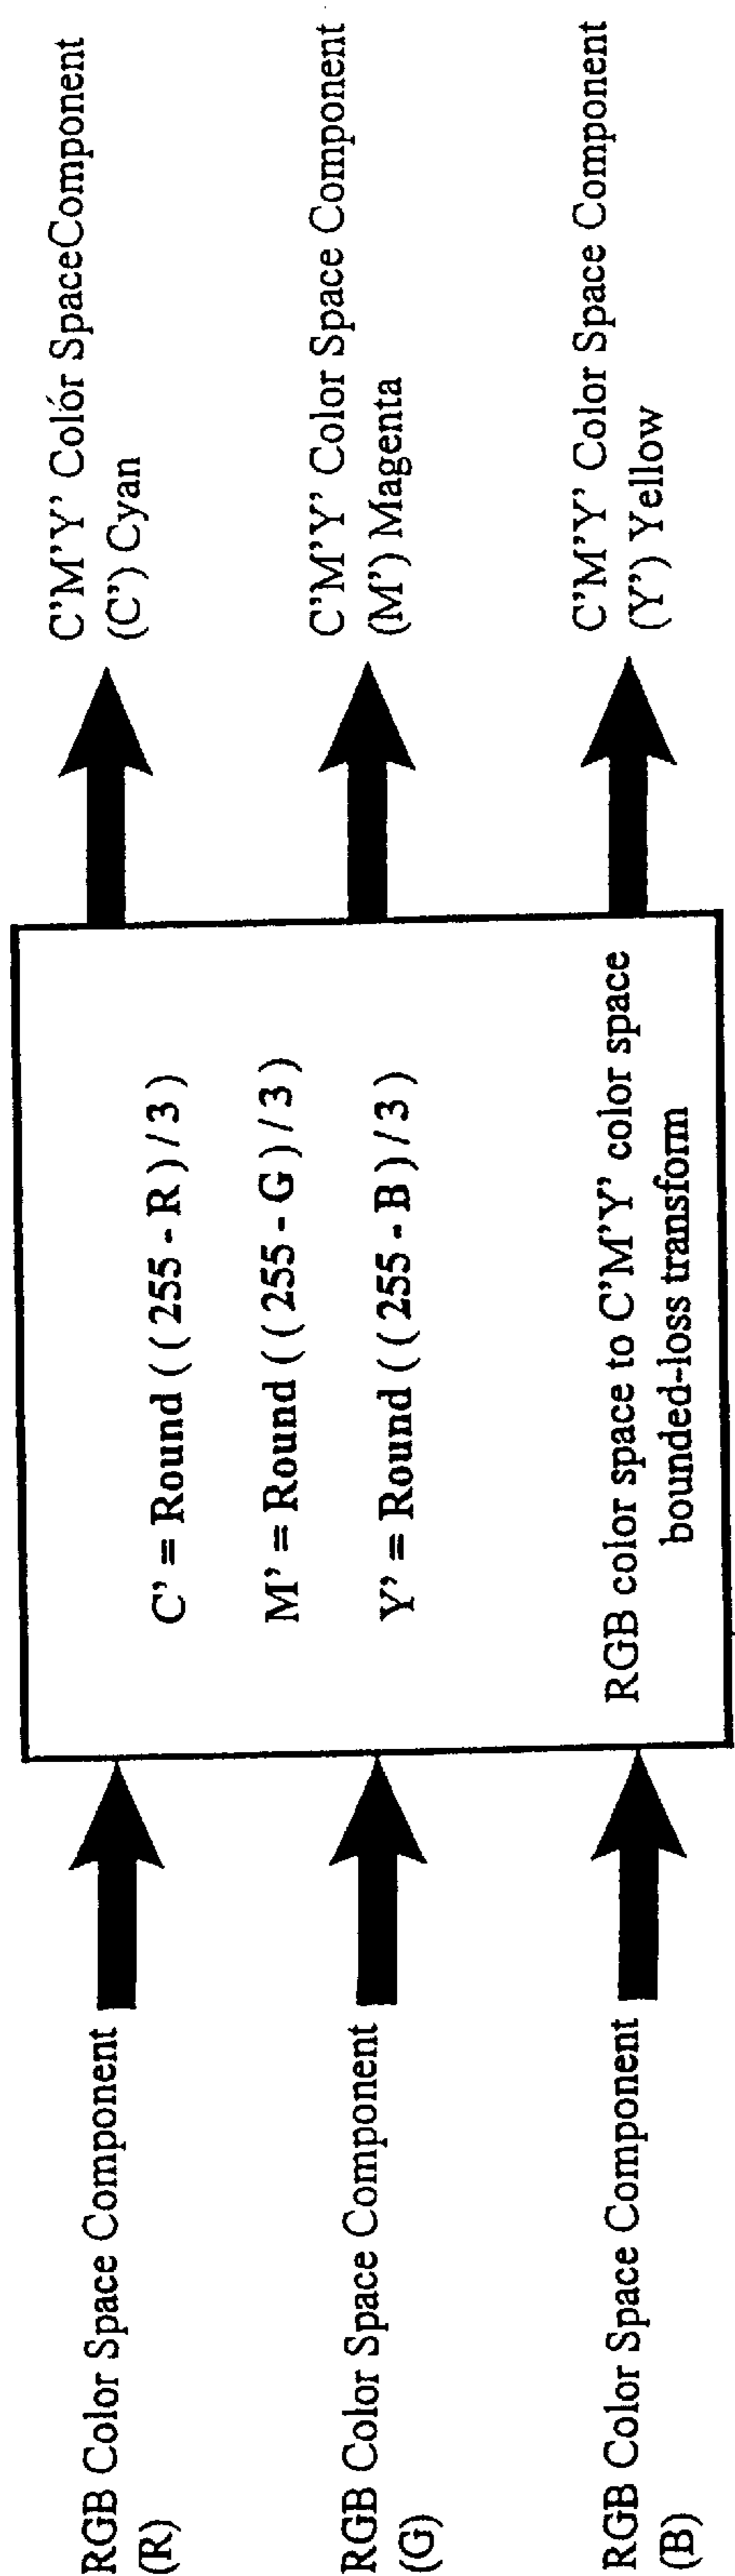 RGB Color Space Component
(R)
RGB Color Space Component
(G)
RGB Color Space Component
(B)
C' = Round ( ( 255 - R ) / 3 )
M' = Round ( ( 255 - G ) / 3 )
Y' = Round ( ( 255 - B ) / 3 )
RGB color space to C'M'Y' color space
bounded-loss transform
C'M'Y' Color SpaceComponent
(C') Cyan
C'M'Y' Color Space Component
(M') Magenta
C'M'Y' Color Space Component
(Y') Yellow